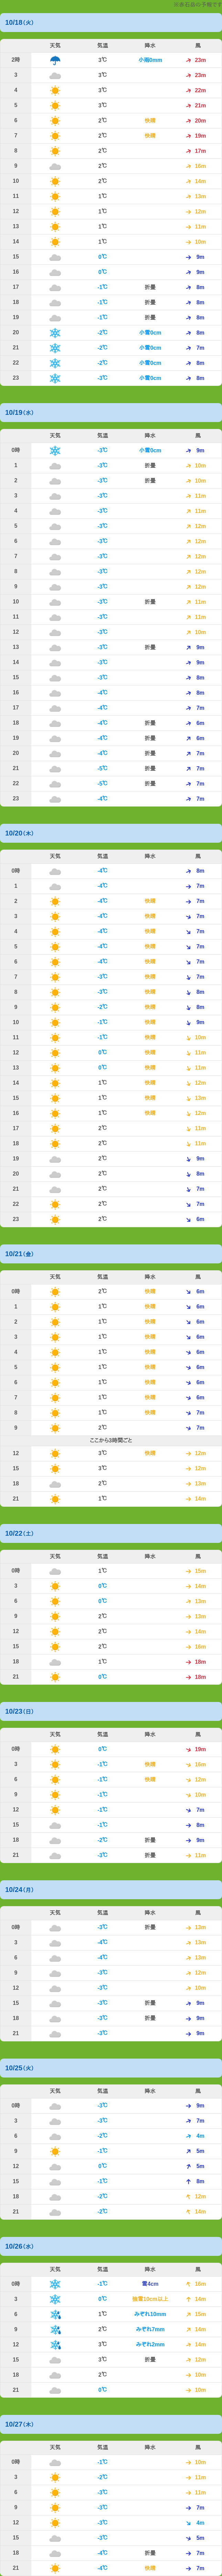 10/18(火)
天気 気温 降水 風
2時 3℃ 小雨0mm 23m
3 3℃ 23m
4 3℃ 22m
5 3℃ 21m
6 2℃ 快晴 20m
7 2℃ 快晴 19m
8 2℃ 17m
9 2℃ 16m
10 2℃ 14m
11 1℃ 13m
12 1℃ 12m
13 1℃ 11m
14 1℃ 10m
15 0℃ 9m
16 0℃ 9m
17 -1℃ 折曇 8m
18 -1℃ 折曇 8m
19 -1℃ 折曇 8m
20 -2℃ 小雪0cm 8m
21 -2℃ 小雪0cm 7m
22 -2℃ 小雪0cm 8m
23 -3℃ 小雪0cm 8m
10/19(水)
天気 気温 降水 風
0時 -3℃ 小雪0cm 9m
1 -3℃ 折曇 10m
2 -3℃ 折曇 10m
3 -3℃ 11m
4 -3℃ 11m
5 -3℃ 12m
6 -3℃ 12m
7 -3℃ 12m
8 -3℃ 12m
9 -3℃ 12m
10 -3℃ 折曇 11m
11 -3℃ 11m
12 -3℃ 10m
13 -3℃ 折曇 9m
14 -3℃ 9m
15 -3℃ 8m
16 -4℃ 8m
17 -4℃ 7m
18 -4℃ 折曇 6m
19 -4℃ 折曇 6m
20 -4℃ 折曇 7m
21 -5℃ 折曇 7m
22 -5℃ 折曇 7m
23 -4℃ 7m
10/20(木)
天気 気温 降水 風
0時 -4℃ 8m
1 -4℃ 7m
2 -4℃ 快晴 7m
3 -4℃ 快晴 7m
4 -4℃ 快晴 7m
5 -4℃ 快晴 7m
6 -4℃ 快晴 7m
7 -3℃ 快晴 7m
8 -3℃ 快晴 8m
9 -2℃ 快晴 8m
10 -1℃ 快晴 9m
11 -1℃ 快晴 10m
12 0℃ 快晴 11m
13 0℃ 快晴 11m
14 1℃ 快晴 12m
15 1℃ 快晴 13m
16 1℃ 快晴 12m
17 2℃ 11m
18 2℃ 11m
19 2℃ 9m
20 2℃ 8m
21 2℃ 7m
22 2℃ 7m
23 2℃ 6m
10/21(金)
天気 気温 降水 風
0時 2℃ 快晴 6m
1 1℃ 快晴 6m
2 1℃ 快晴 6m
3 1℃ 快晴 6m
4 1℃ 快晴 6m
5 1℃ 快晴 6m
6 1℃ 快晴 6m
7 1℃ 快晴 6m
8 1℃ 快晴 7m
9 2℃ 7m
ここから3時間ごと
12 3℃ 快晴 12m
15 3℃ 12m
18 2℃ 13m
21 1℃ 14m
10/22(土)
天気 気温 降水 風
0時 1℃ 15m
3 0℃ 14m
6 0℃ 13m
9 2℃ 13m
12 2℃ 14m
15 2℃ 16m
18 1℃ 18m
21 0℃ 18m
10/23(日)
天気 気温 降水 風
0時 0℃ 19m
3 -1℃ 快晴 16m
6 -1℃ 快晴 12m
9 -1℃ 10m
12 -1℃ 7m
15 -1℃ 8m
18 -2℃ 折曇 9m
21 -3℃ 折曇 11m
10/24(月)
天気 気温 降水 風
0時 -3℃ 折曇 13m
3 -4℃ 13m
6 -4℃ 13m
9 -3℃ 12m
12 -3℃ 10m
15 -3℃ 折曇 9m
18 -3℃ 折曇 9m
21 -3℃ 9m
10/25(火)
天気 気温 降水 風
0時 -3℃ 9m
3 -3℃ 7m
6 -2℃ 4m
9 -1℃ 5m
12 0℃ 5m
15 -1℃ 8m
18 -2℃ 12m
21 -2℃ 14m
10/26(水)
天気 気温 降水 風
0時 -1℃ 雪4cm 16m
3 0℃ 強雪10cm以上 14m
6 1℃ みぞれ10mm 15m
9 2℃ みぞれ7mm 14m
12 3℃ みぞれ2mm 14m
15 3℃ 折曇 12m
18 2℃ 10m
21 0℃ 10m
10/27(木)
天気 気温 降水 風
0時 -1℃ 10m
3 -2℃ 11m
6 -3℃ 11m
9 -3℃ 7m
12 -3℃ 4m
15 -3℃ 5m
18 -4℃ 折曇 7m
21 -4℃ 快晴 7m